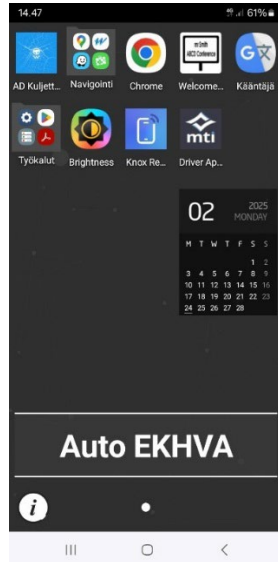 14.47 61%
AD Kuljett... Navigointi Chrome Welcome... Kääntäjä
Työkalut Brightness Knox Re... Driver Ap...
mti
02 2025
MONDAY
M T W T F S S
1 2
3 4 5 6 7 8 9
10 11 12 13 14 15 16
17 18 19 20 21 22 23
24 25 26 27 28
Auto EKHVA
i